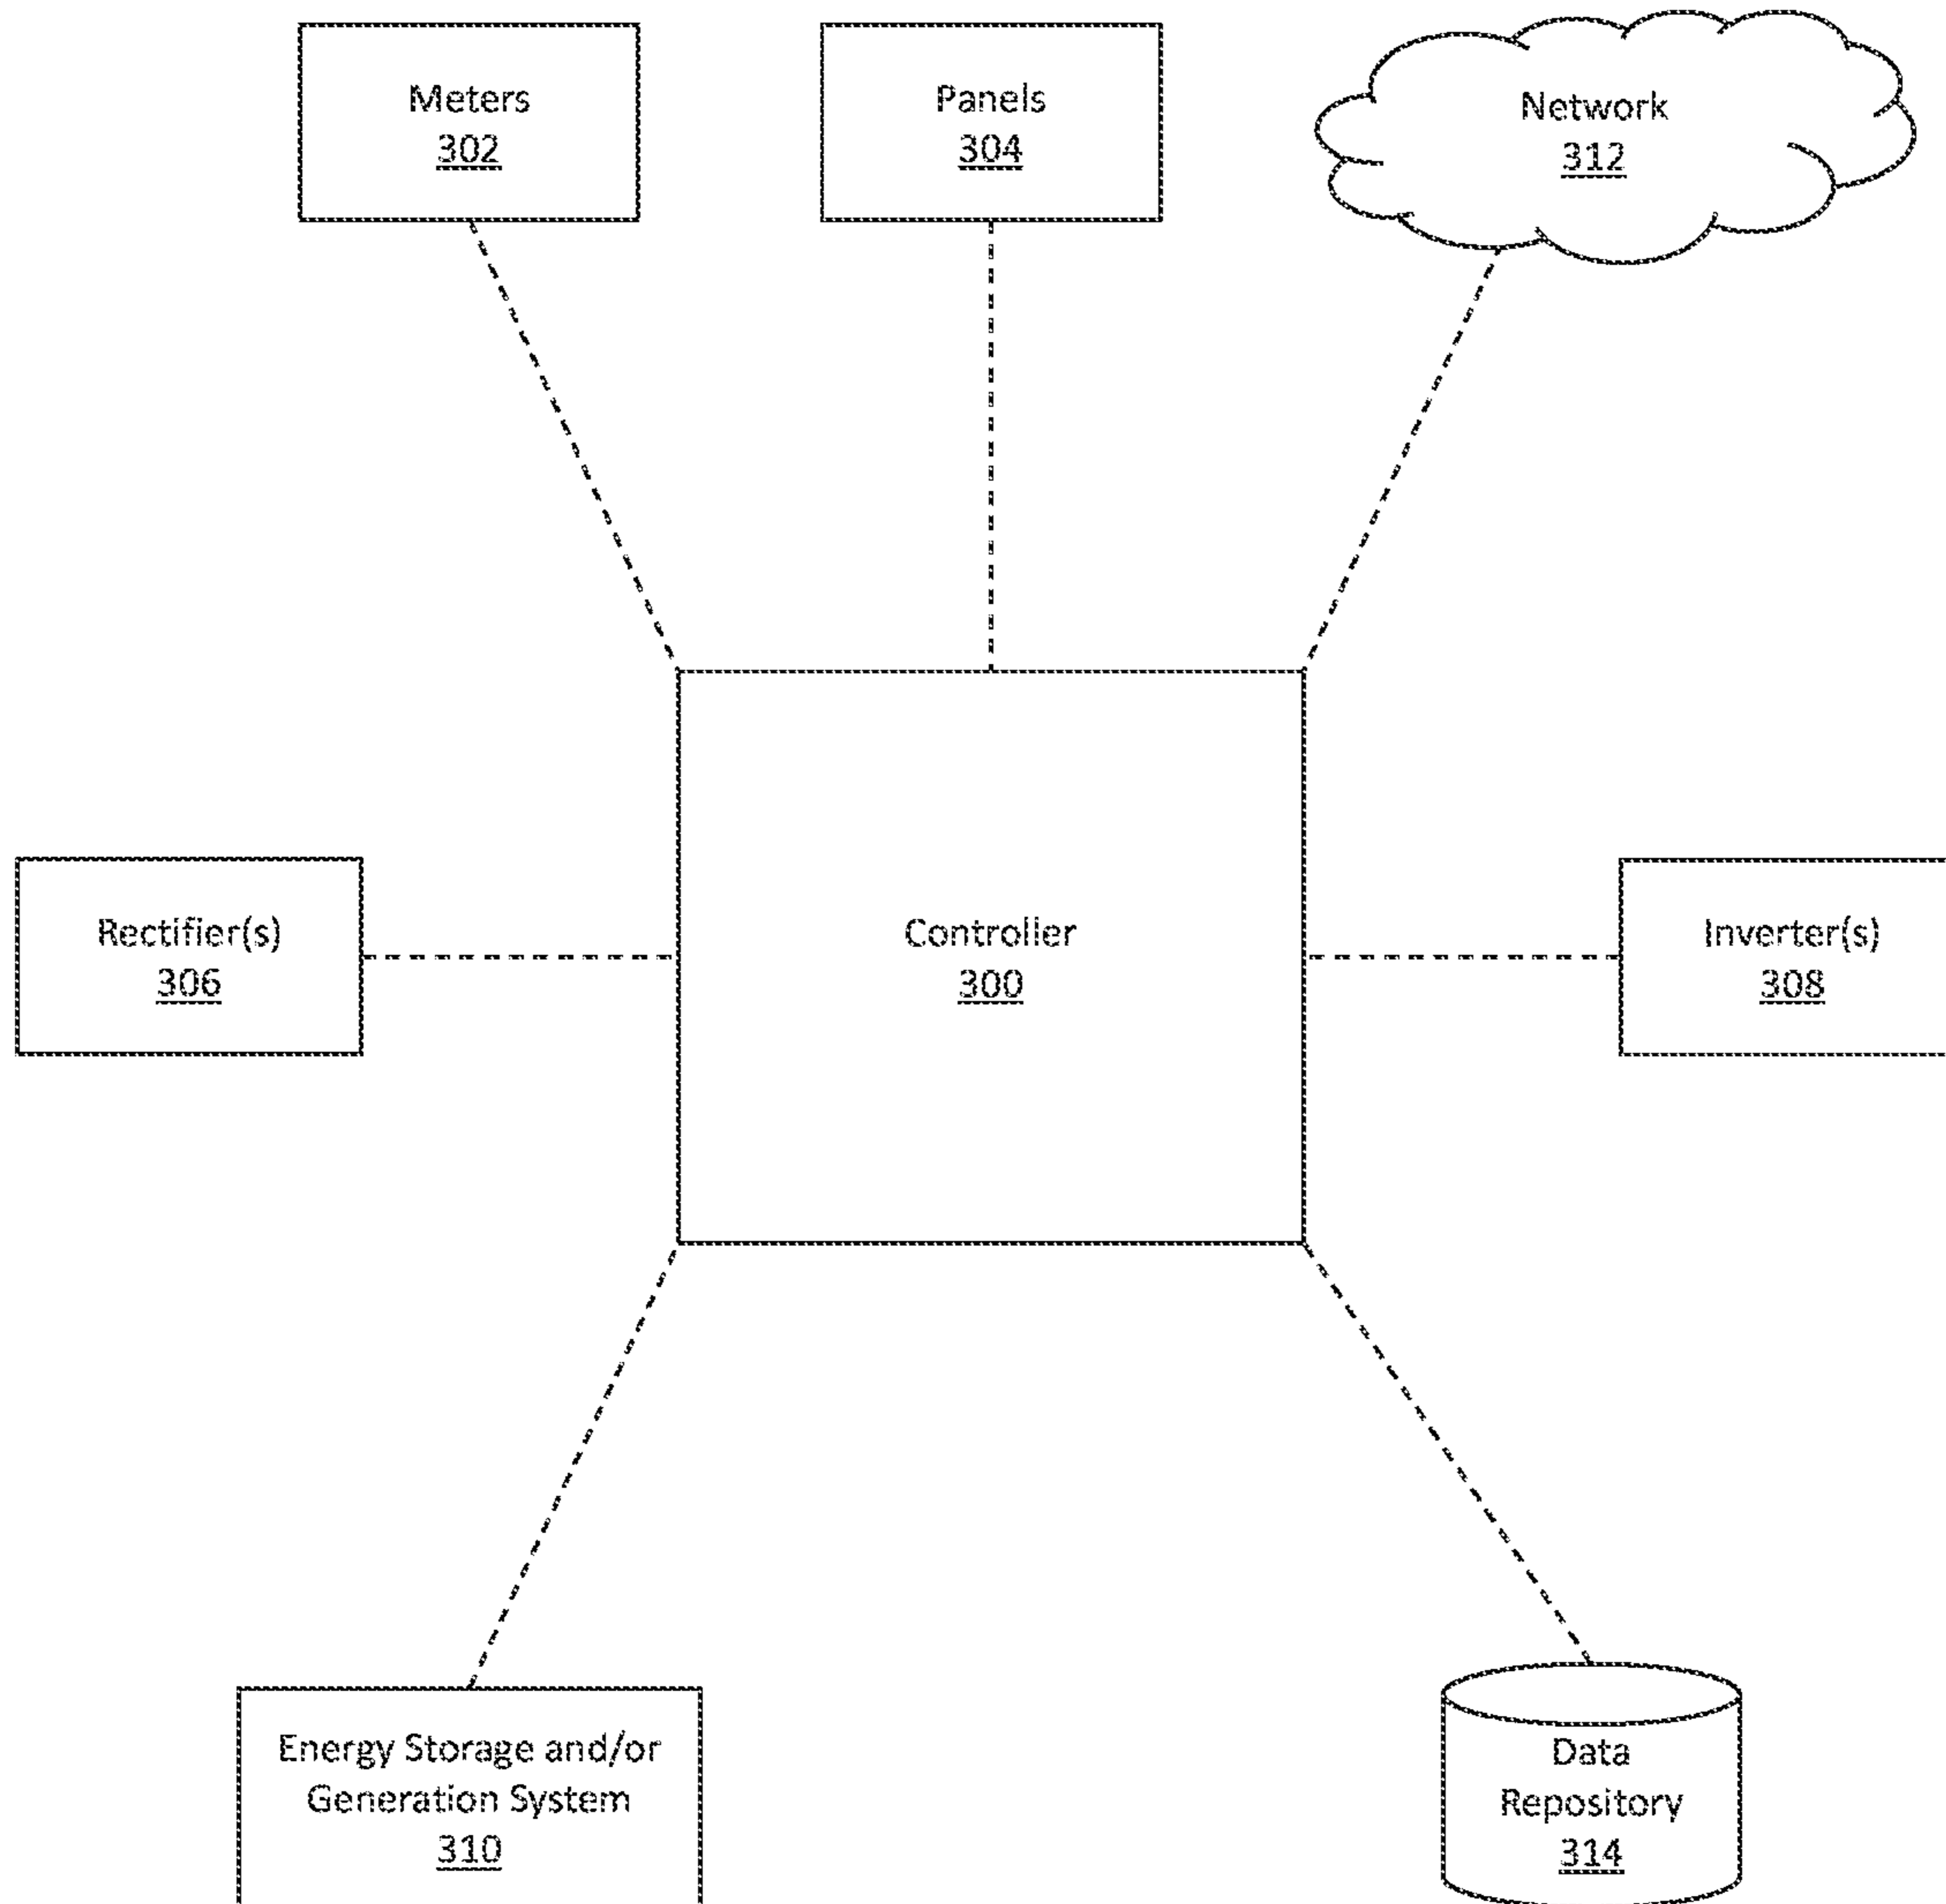 Meters
302
Panels
304
Network
312
Rectifier(s)
306
Controller
300
Inverter(s)
308
Energy Storage and/or
Generation System
310
Data
Repository
314